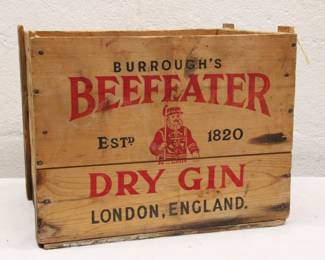 BURROUGH'S
BEEFEATER
ESTD 1820
DRY GIN
LONDON, ENGLAND.